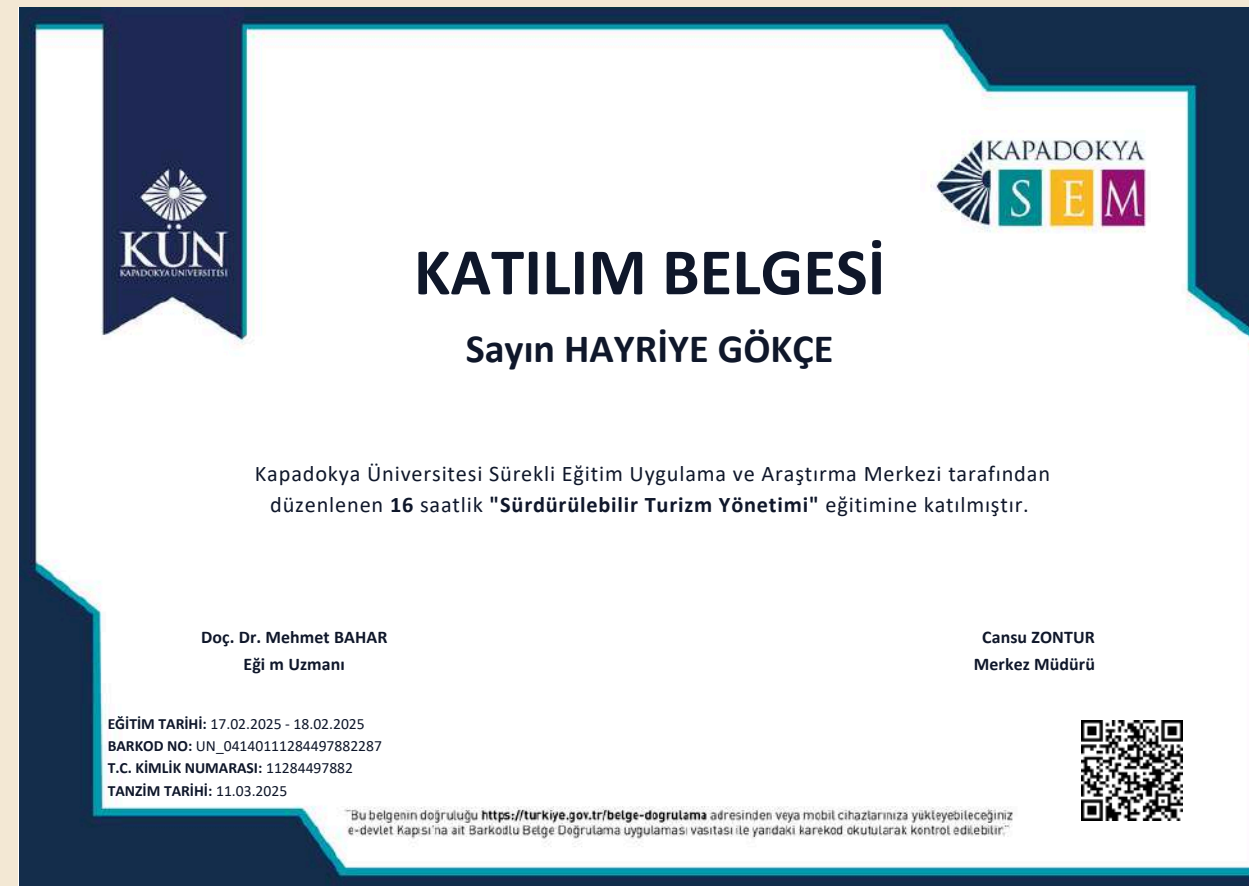 KAPADOKYA
S E M
KÜN
KAPADOKYA ÜNİVERSİTESİ
KATILIM BELGESİ
Sayın HAYRİYE GÖKÇE
Kapadokya Üniversitesi Sürekli Eğitim Uygulama ve Araştırma Merkezi tarafından
düzenlenen 16 saatlik "Sürdürülebilir Turizm Yönetimi" eğitimine katılmıştır.
Doç. Dr. Mehmet BAHAR
Eği m Uzmanı
Cansu ZONTUR
Merkez Müdürü
EĞİTİM TARİHİ: 17.02.2025 - 18.02.2025
BARKOD NO: UN_04140111284497882287
T.C. KİMLİK NUMARASI: 11284497882
TANZİM TARİHİ: 11.03.2025
"Bu belgenin doğruluğu https://turkiye.gov.tr/belge-dogrulama adresinden veya mobil cihazlarınıza yükleyebileceğiniz
e-devlet Kapısı'na ait Barkodlu Belge Doğrulama uygulaması vasıtası ile yandaki karekod okutularak kontrol edilebilir."